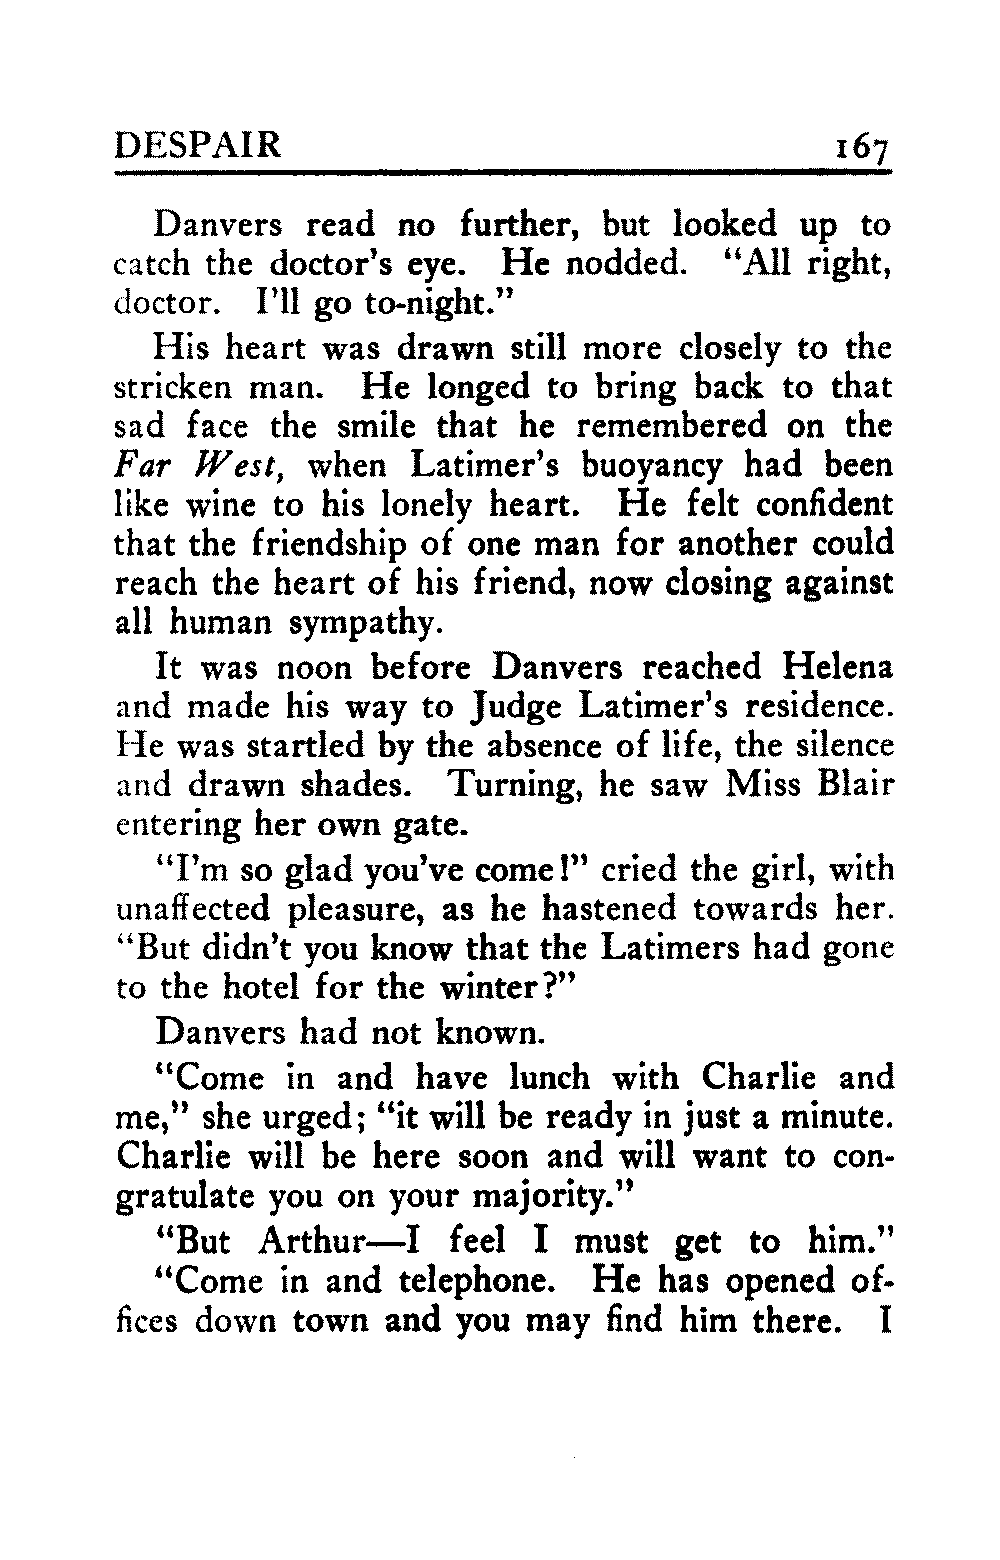 DESPAIR 167
Danvers read no further, but looked up to
catch the doctor's eye. He nodded. "All right,
doctor. I'll go to-night."
His heart was drawn still more closely to the
stricken man. He longed to bring back to that
sad face the smile that he remembered on the
Far West, when Latimer's buoyancy had been
like wine to his lonely heart. He felt confident
that the friendship of one man for another could
reach the heart of his friend, now closing against
all human sympathy.
It was noon before Danvers reached Helena
and made his way to Judge Latimer's residence.
He was startled by the absence of life, the silence
and drawn shades. Turning, he saw Miss Blair
entering her own gate.
"I'm so glad you've come!" cried the girl, with
unaffected pleasure, as he hastened towards her.
"But didn't you know that the Latimers had gone
to the hotel for the winter?"
Danvers had not known.
"Come in and have lunch with Charlie and
me," she urged; "it will be ready in just a minute.
Charlie will be here soon and will want to con-
gratulate you on your majority."
"But Arthur—I feel I must get to him."
"Come in and telephone. He has opened of-
fices down town and you may find him there. I